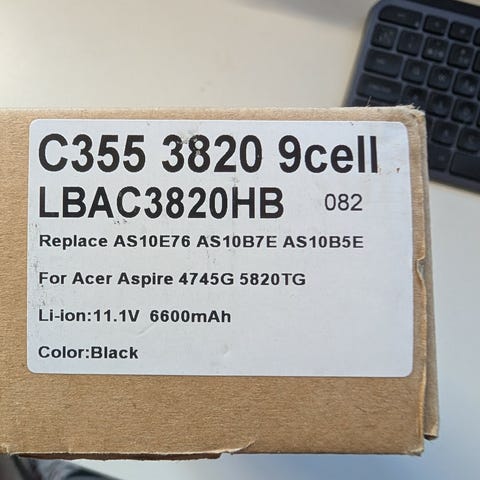 C355 3820 9cell
LBAC3820HB 082
Replace AS10E76 AS10B7E AS10B5E
For Acer Aspire 4745G 5820TG
Li-ion:11.1V 6600mAh
Color:Black